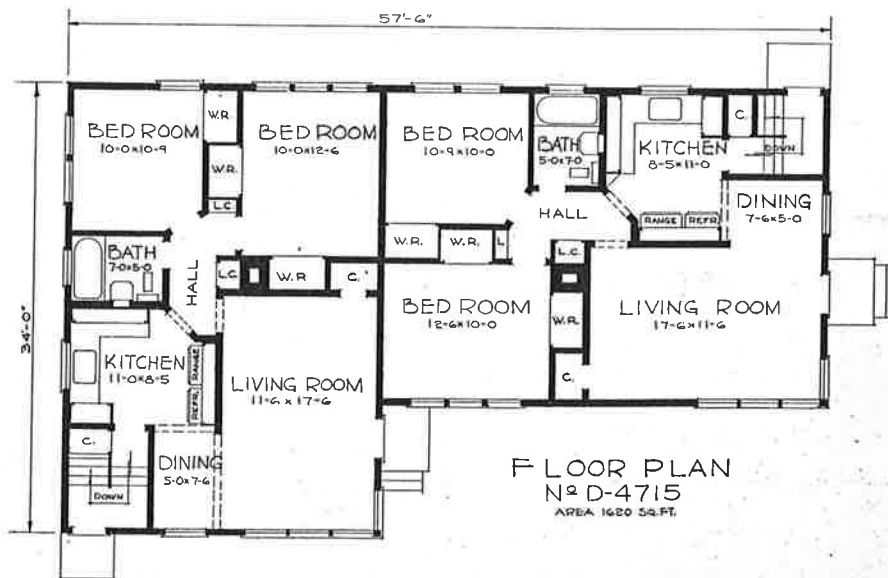 57'-6"
34'-0"
BED ROOM
10-0x10-9
W.R.
W.R.
L.C.
BED ROOM
10-0x12-6
BED ROOM
10-9x10-0
BATH
5-0x7-0
KITCHEN
8-5x11-0
C.
DOWN
RANGE
REFR.
DINING
7-6x5-0
HALL
W.R.
W.R.
L
L.C.
BATH
7-0x5-0
HALL
L.C.
W.R
C.
BED ROOM
12-6x10-0
W.R.
C.
LIVING ROOM
17-6x11-6
KITCHEN
11-0x8-5
RANGE
REFR.
LIVING ROOM
11-6x17-6
C.
DOWN
DINING
5-0x7-6
FLOOR PLAN
Nº D-4715
AREA 1620 SQ.FT.